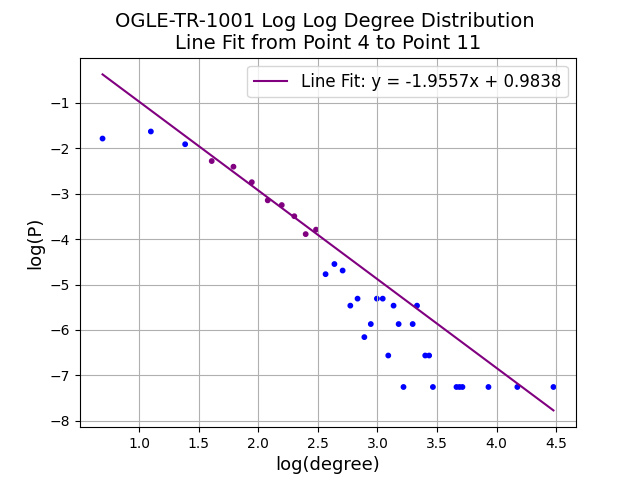 OGLE-TR-1001 Log Log Degree Distribution
Line Fit from Point 4 to Point 11
Line Fit: y = -1.9557x + 0.9838
−1
−2
−3
−4
−5
−6
−7
−8
log(P)
1.0 1.5 2.0 2.5 3.0 3.5 4.0 4.5
log(degree)